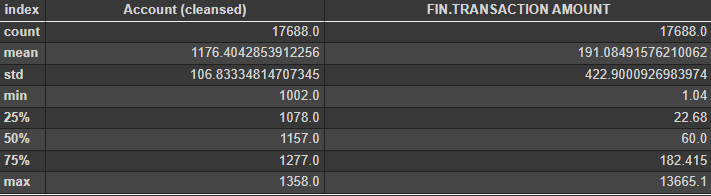 index Account (cleansed) FIN.TRANSACTION AMOUNT
count 17688.0 17688.0
mean 1176.4042853912256 191.08491576210062
std 106.83334814707345 422.9000926983974
min 1002.0 1.04
25% 1078.0 22.68
50% 1157.0 60.0
75% 1277.0 182.415
max 1358.0 13665.1